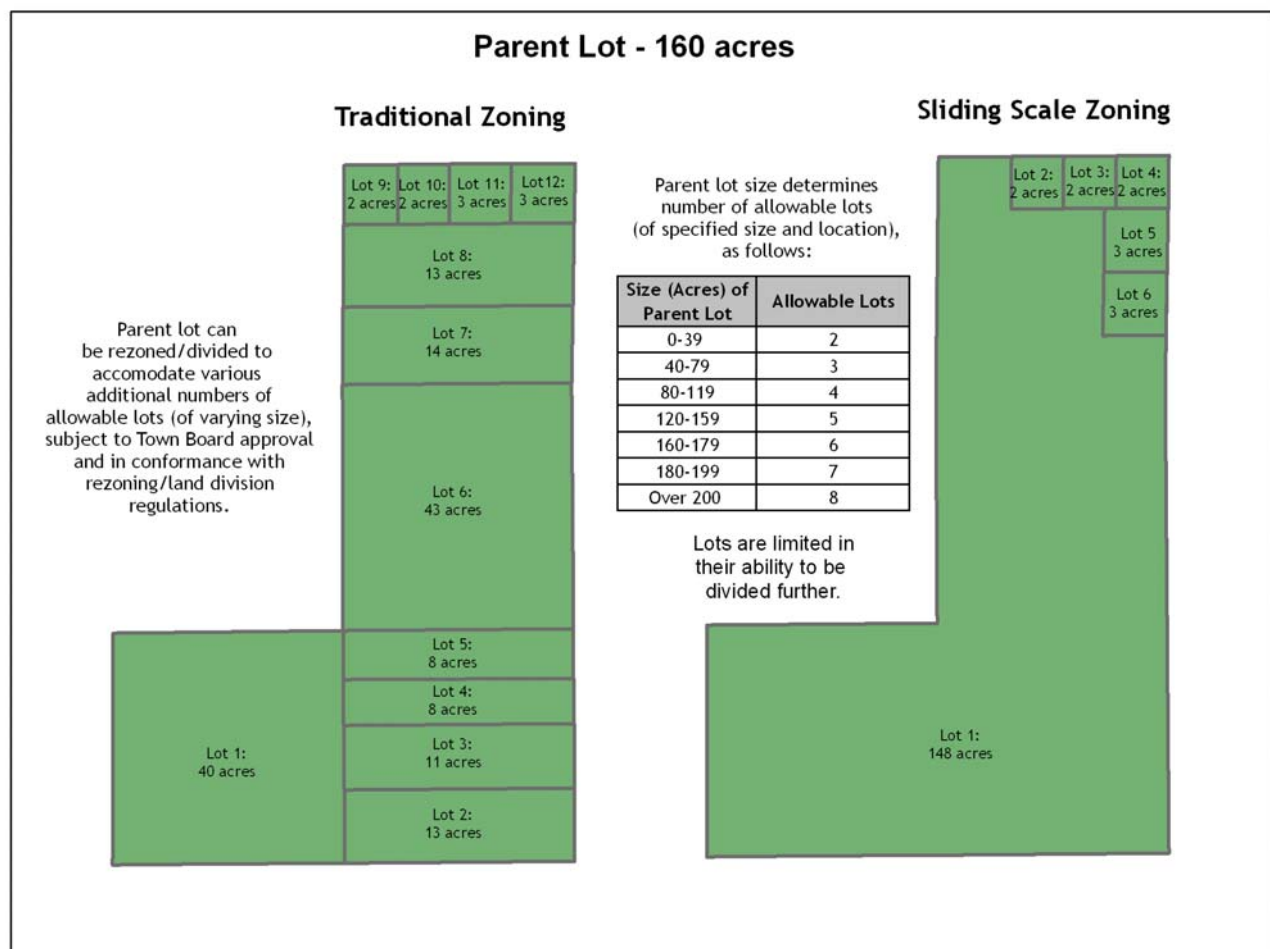 Parent Lot - 160 acres
Traditional Zoning
Parent lot can
be rezoned/divided to
accomodate various
additional numbers of
allowable lots (of varying size),
subject to Town Board approval
and in conformance with
rezoning/land division
regulations.
Lot 9:
2 acres
Lot 10:
2 acres
Lot 11:
3 acres
Lot12:
3 acres
Lot 8:
13 acres
Lot 7:
14 acres
Lot 6:
43 acres
Lot 5:
8 acres
Lot 4:
8 acres
Lot 3:
11 acres
Lot 2:
13 acres
Lot 1:
40 acres
Sliding Scale Zoning
Parent lot size determines
number of allowable lots
(of specified size and location),
as follows:
Size (Acres) of
Parent Lot
Allowable Lots
0-39 2
40-79 3
80-119 4
120-159 5
160-179 6
180-199 7
Over 200 8
Lots are limited in
their ability to be
divided further.
Lot 2:
2 acres
Lot 3:
2 acres
Lot 4:
2 acres
Lot 5
3 acres
Lot 6
3 acres
Lot 1:
148 acres